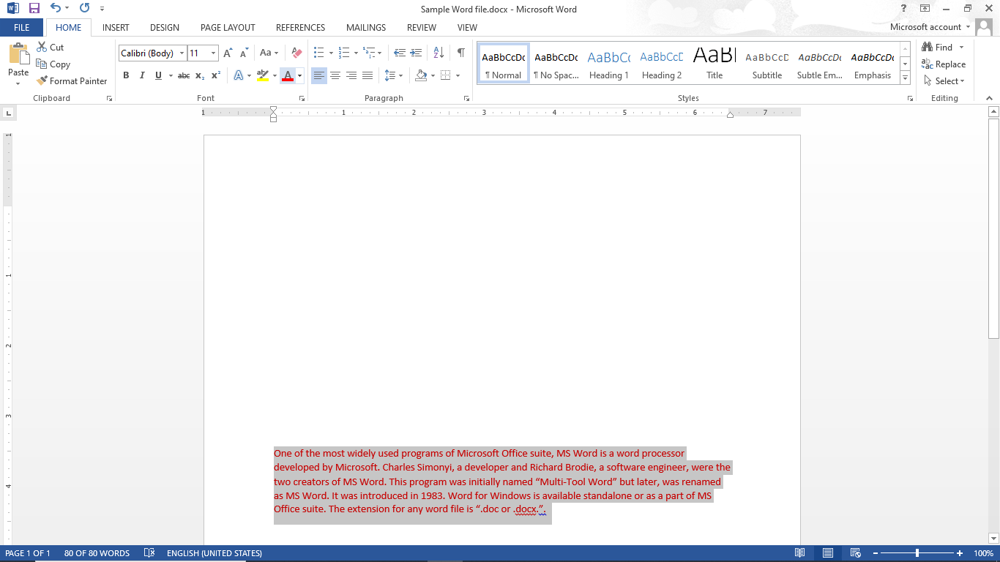 Sample Word file.docx - Microsoft Word
?
FILE HOME INSERT DESIGN PAGE LAYOUT REFERENCES MAILINGS REVIEW VIEW Microsoft account
Paste
Cut
Copy
Format Painter
Clipboard
Calibri (Body) 11
Aa
B I U abc x₂ x²
Font
Paragraph
AaBbCcDc AaBbCcDc AaBbCc AaBbCcD AaBl AaBbCcD AaBbCcDc AaBbCcDc
¶ Normal ¶ No Spac... Heading 1 Heading 2 Title Subtitle Subtle Em... Emphasis
Styles
Find
Replace
Select
Editing
1 1 2 3 4 5 6 7
1
1
2
3
4
One of the most widely used programs of Microsoft Office suite, MS Word is a word processor
developed by Microsoft. Charles Simonyi, a developer and Richard Brodie, a software engineer, were the
two creators of MS Word. This program was initially named “Multi-Tool Word” but later, was renamed
as MS Word. It was introduced in 1983. Word for Windows is available standalone or as a part of MS
Office suite. The extension for any word file is “.doc or .docx.”.
PAGE 1 OF 1 80 OF 80 WORDS ENGLISH (UNITED STATES) 100%